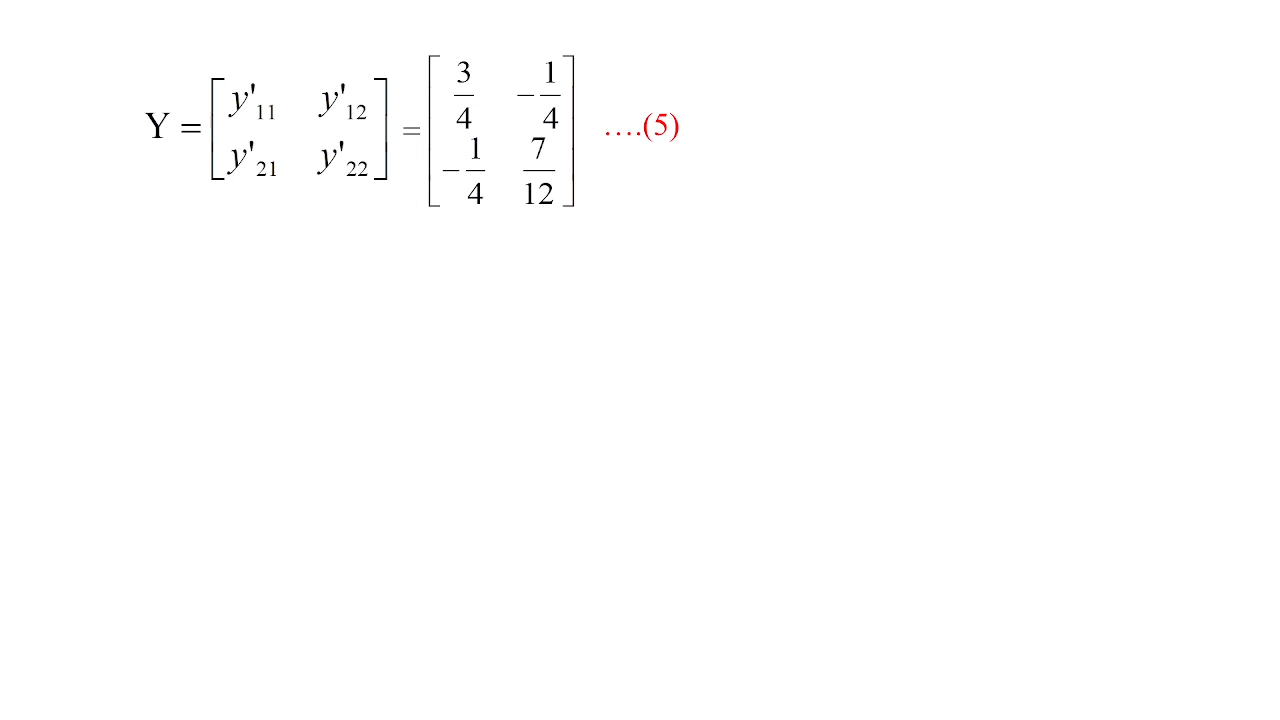 Y = [ y'11 y'12 ; y'21 y'22 ] = [ 3/4 −1/4 ; −1/4 7/12 ] ....(5)